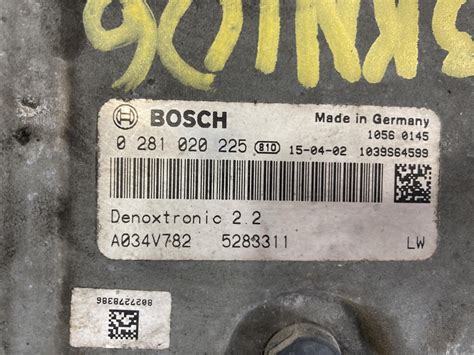 BOSCH
Made in Germany
1056 0145
0 281 020 225 810 15-04-02 1039S64599
Denoxtronic 2.2
A034V782 5283311 LW
8027278386